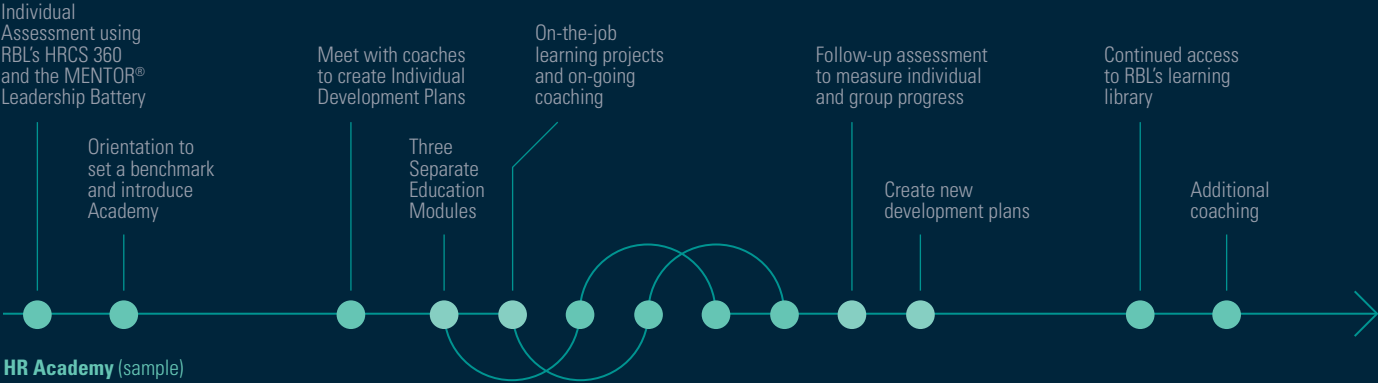 Individual
Assessment using
RBL's HRCS 360
and the MENTOR®
Leadership Battery
Orientation to
set a benchmark
and introduce
Academy
Meet with coaches
to create Individual
Development Plans
Three
Separate
Education
Modules
On-the-job
learning projects
and on-going
coaching
Follow-up assessment
to measure individual
and group progress
Create new
development plans
Continued access
to RBL's learning
library
Additional
coaching
HR Academy (sample)